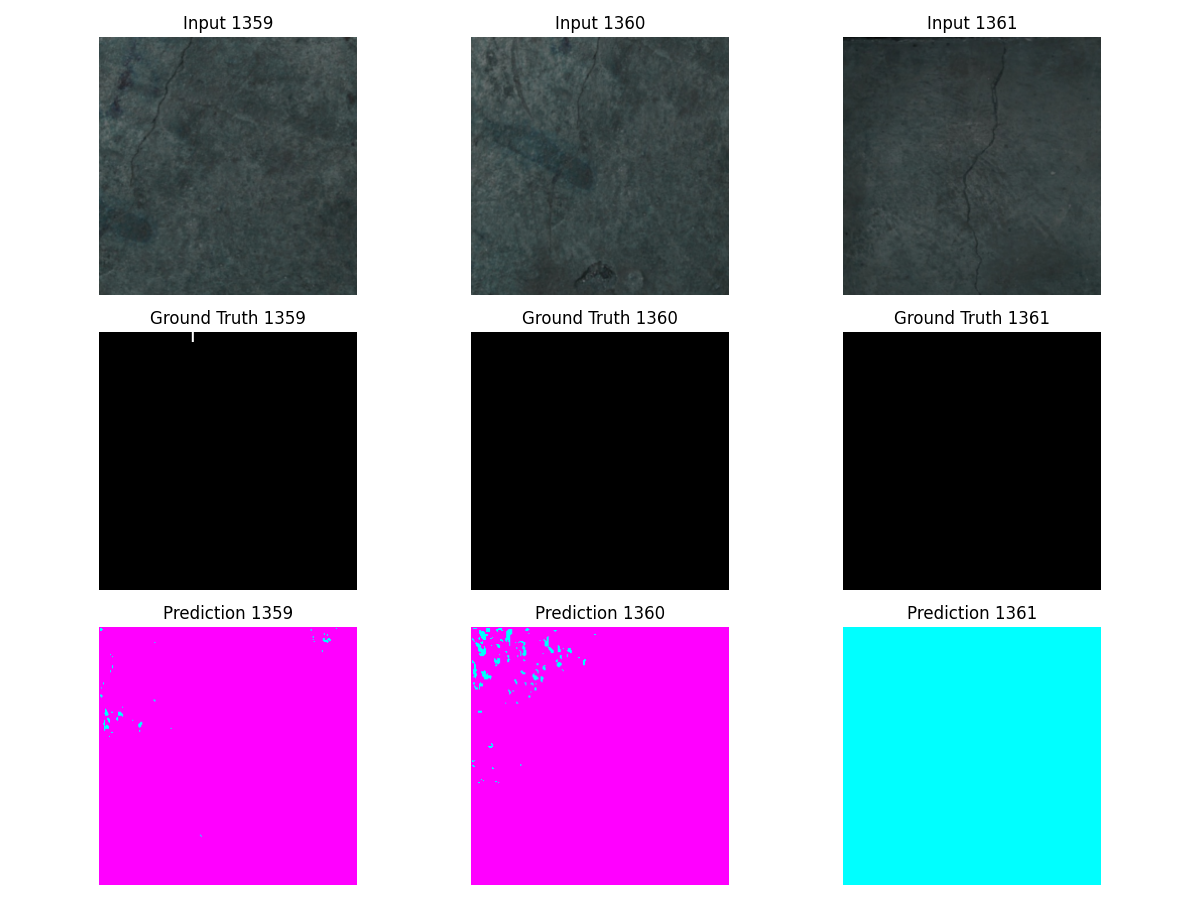 Input 1359
Input 1360
Input 1361
Ground Truth 1359
Ground Truth 1360
Ground Truth 1361
Prediction 1359
Prediction 1360
Prediction 1361